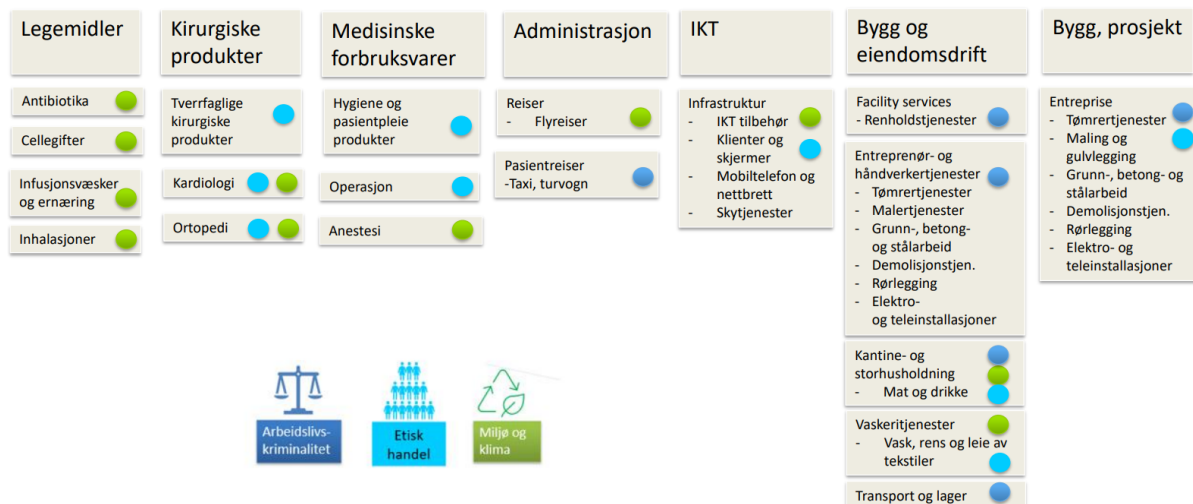 Legemidler
Antibiotika
Cellegifter
Infusjonsvæsker
og ernæring
Inhalasjoner
Kirurgiske
produkter
Tverrfaglige
kirurgiske
produkter
Kardiologi
Ortopedi
Medisinske
forbruksvarer
Hygiene og
pasientpleie
produkter
Operasjon
Anestesi
Administrasjon
Reiser
- Flyreiser
Pasientreiser
-Taxi, turvogn
IKT
Infrastruktur
- IKT tilbehør
- Klienter og
skjermer
- Mobiltelefon og
nettbrett
- Skytjenester
Bygg og
eiendomsdrift
Facility services
- Renholdstjenester
Entreprenør- og
håndverkertjenester
- Tømrertjenester
- Malertjenester
- Grunn-, betong-
og stålarbeid
- Demolisjonstjen.
- Rørlegging
- Elektro-
og teleinstallasjoner
Kantine- og
storhusholdning
- Mat og drikke
Vaskeritjenester
- Vask, rens og leie av
tekstiler
Transport og lager
Bygg, prosjekt
Entreprise
- Tømrertjenester
- Maling og
gulvlegging
- Grunn-, betong- og
stålarbeid
- Demolisjonstjen.
- Rørlegging
- Elektro- og
teleinstallasjoner
Arbeidslivs-
kriminalitet
Etisk
handel
Miljø og
klima